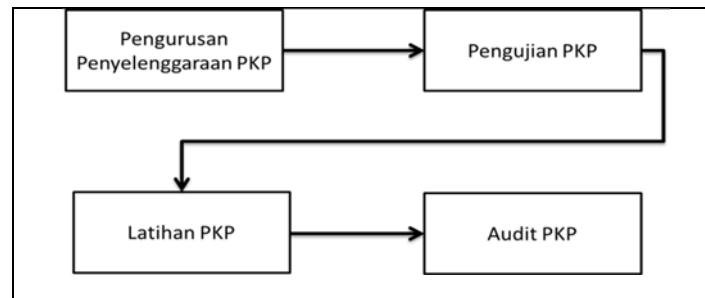 Pengurusan
Penyelenggaraan PKP
Pengujian PKP
Latihan PKP
Audit PKP